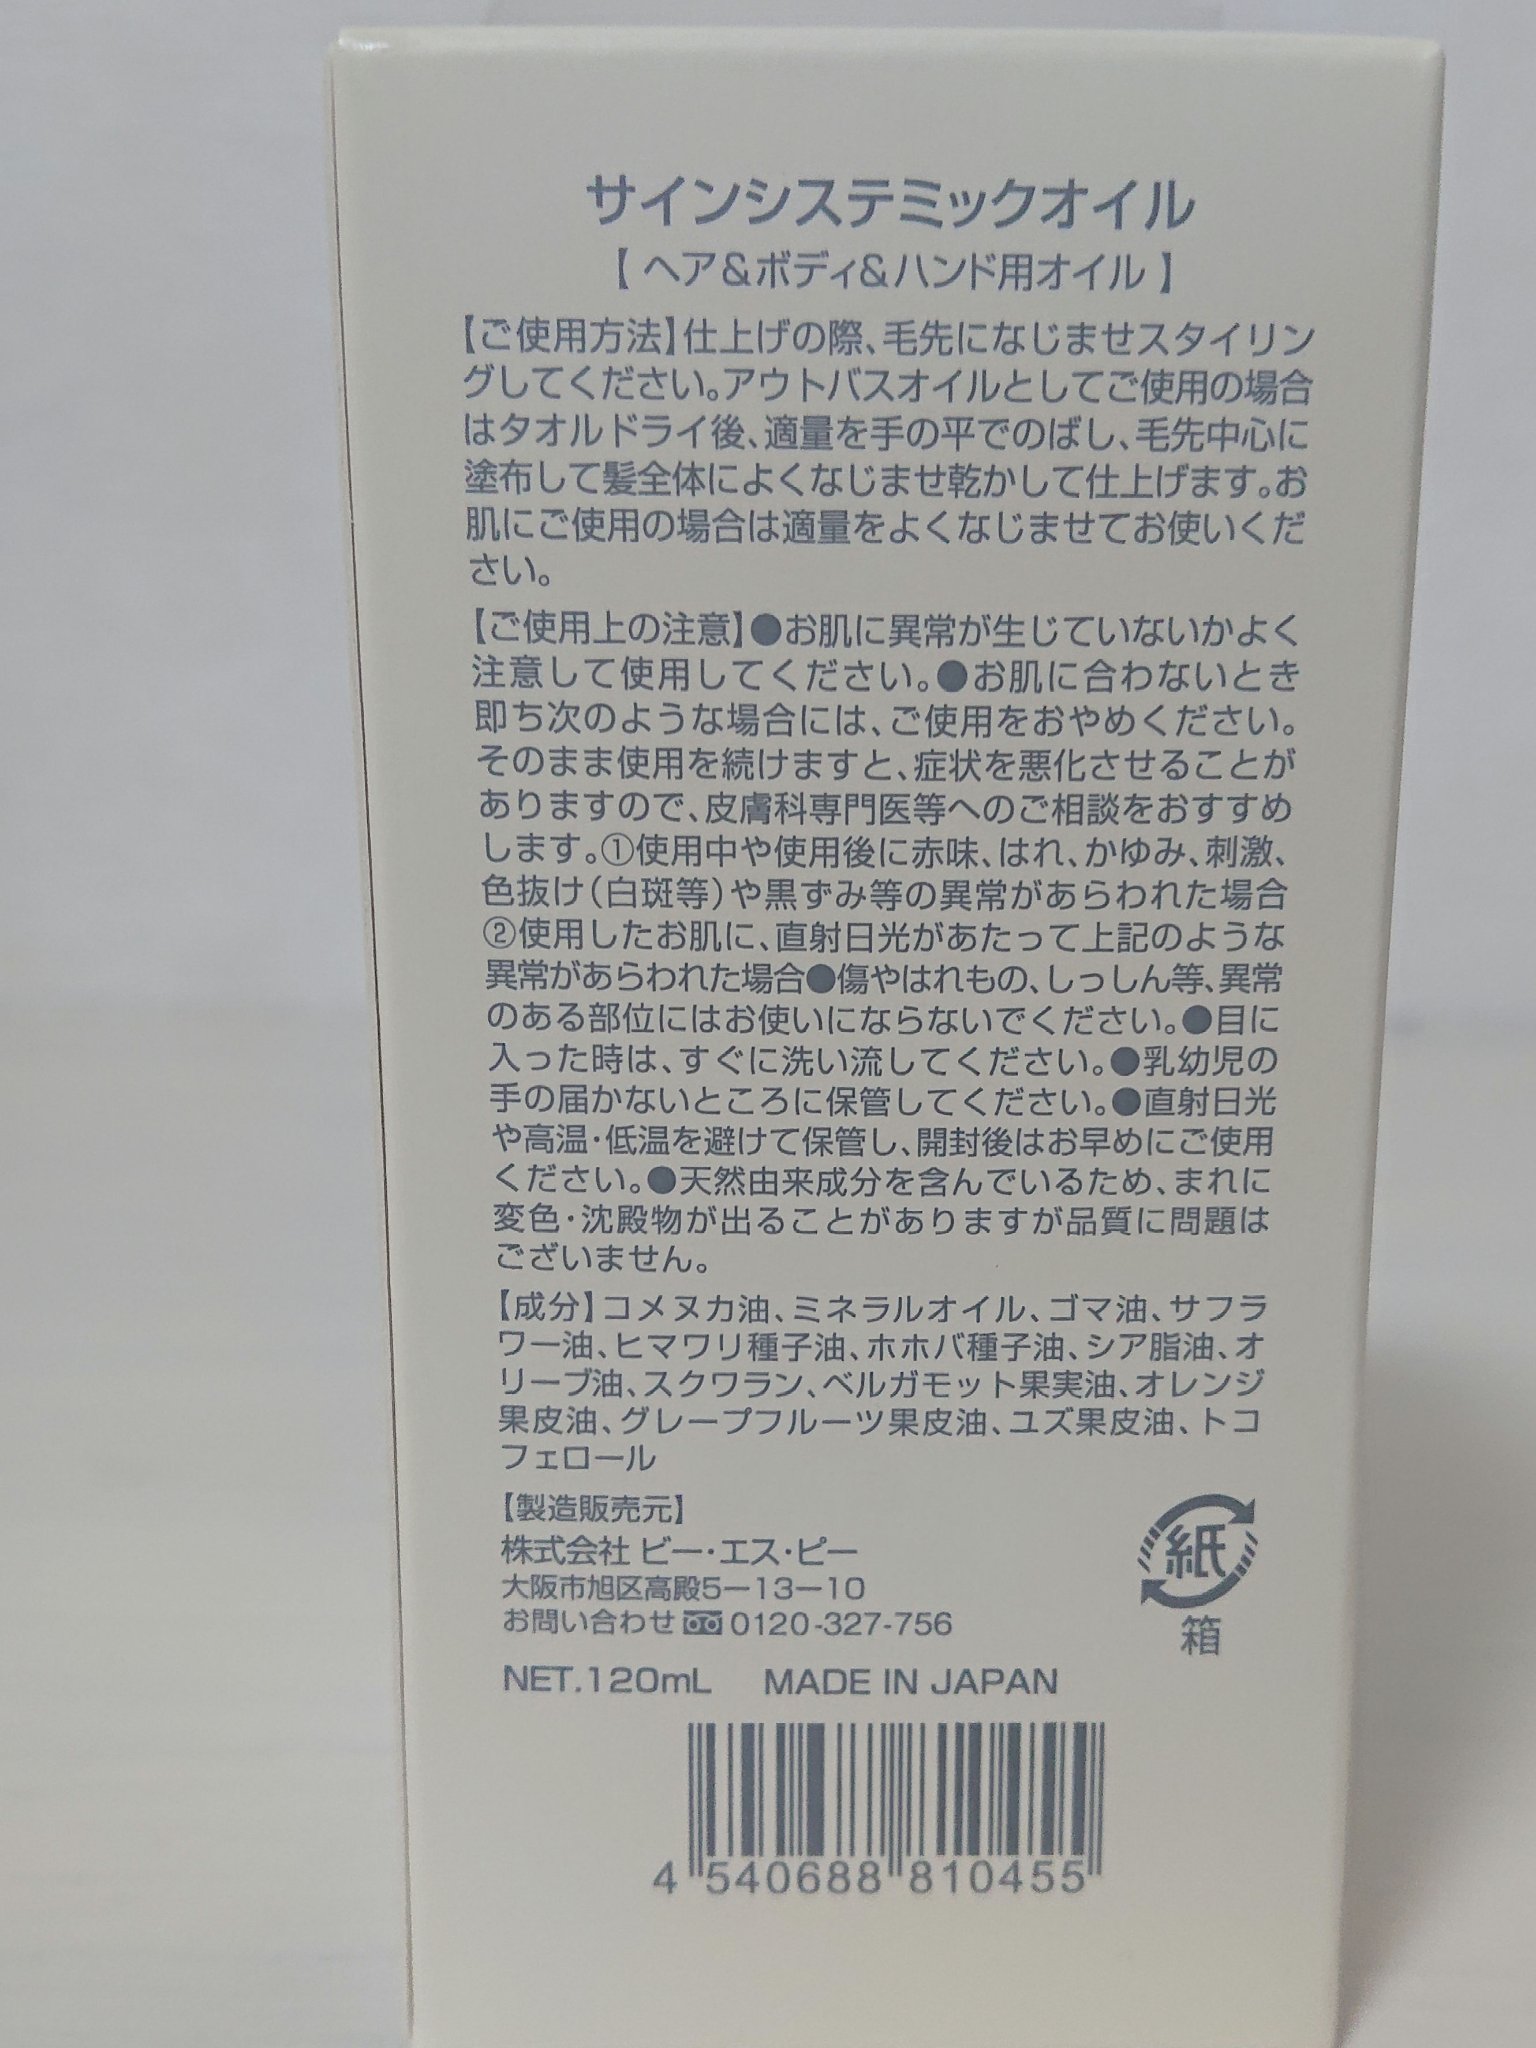 サインシステミックオイル
【 ヘア&ボディ&ハンド用オイル 】
【ご使用方法】仕上げの際、毛先になじませスタイリン
グしてください。アウトバスオイルとしてご使用の場合
はタオルドライ後、適量を手の平でのばし、毛先中心に
塗布して髪全体によくなじませ乾かして仕上げます。お
肌にご使用の場合は適量をよくなじませてお使いくだ
さい。
【ご使用上の注意】●お肌に異常が生じていないかよく
注意して使用してください。●お肌に合わないとき
即ち次のような場合には、ご使用をおやめください。
そのまま使用を続けますと、症状を悪化させることが
ありますので、皮膚科専門医等へのご相談をおすすめ
します。①使用中や使用後に赤味、はれ、かゆみ、刺激、
色抜け(白斑等)や黒ずみ等の異常があらわれた場合
②使用したお肌に、直射日光があたって上記のような
異常があらわれた場合●傷やはれもの、しっしん等、異常
のある部位にはお使いにならないでください。●目に
入った時は、すぐに洗い流してください。●乳幼児の
手の届かないところに保管してください。●直射日光
や高温・低温を避けて保管し、開封後はお早めにご使用
ください。●天然由来成分を含んでいるため、まれに
変色・沈殿物が出ることがありますが品質に問題は
ございません。
【成分】コメヌカ油、ミネラルオイル、ゴマ油、サフラ
ワー油、ヒマワリ種子油、ホホバ種子油、シア脂油、オ
リーブ油、スクワラン、ベルガモット果実油、オレンジ
果皮油、グレープフルーツ果皮油、ユズ果皮油、トコ
フェロール
【製造販売元】
株式会社 ビー・エス・ピー
大阪市旭区高殿5－13－10
お問い合わせ 0120-327-756
紙
箱
NET.120mL MADE IN JAPAN
4 540688 810455